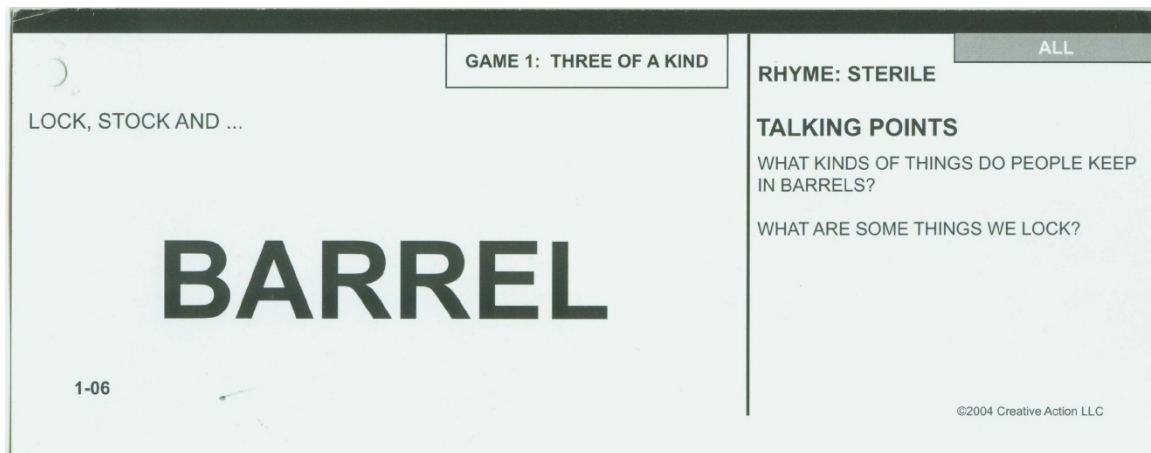 GAME 1: THREE OF A KIND
LOCK, STOCK AND ...
BARREL
1-06
ALL
RHYME: STERILE
TALKING POINTS
WHAT KINDS OF THINGS DO PEOPLE KEEP
IN BARRELS?
WHAT ARE SOME THINGS WE LOCK?
©2004 Creative Action LLC